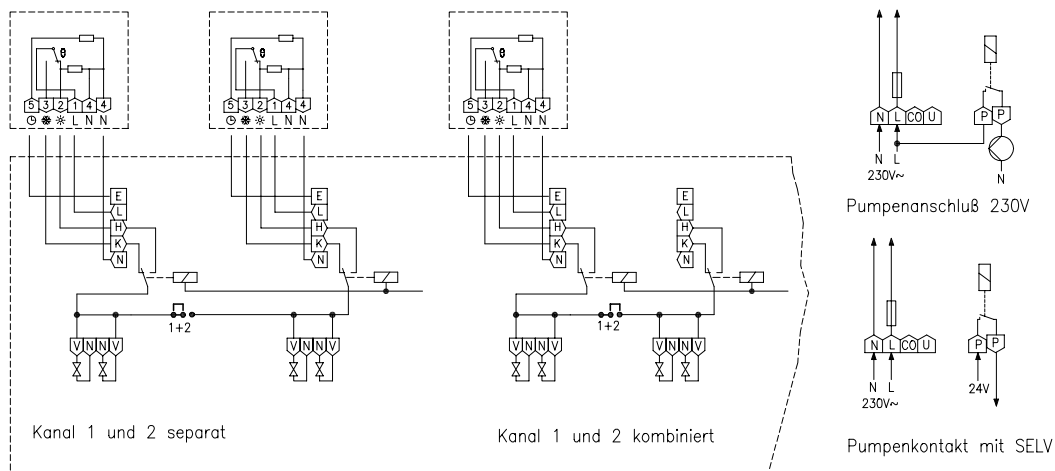 5 3 2 1 4 4
L N N
5 3 2 1 4 4
L N N
5 3 2 1 4 4
L N N
E
L
H
K
N
E
L
H
K
N
E
L
H
K
N
E
L
H
K
N
1+2
1+2
V N N V
V N N V
V N N V
V N N V
Kanal 1 und 2 separat
Kanal 1 und 2 kombiniert
N L CO U
P P
N L
230V~
N
Pumpenanschluß 230V
N L CO U
P P
N L
230V~
24V
Pumpenkontakt mit SELV